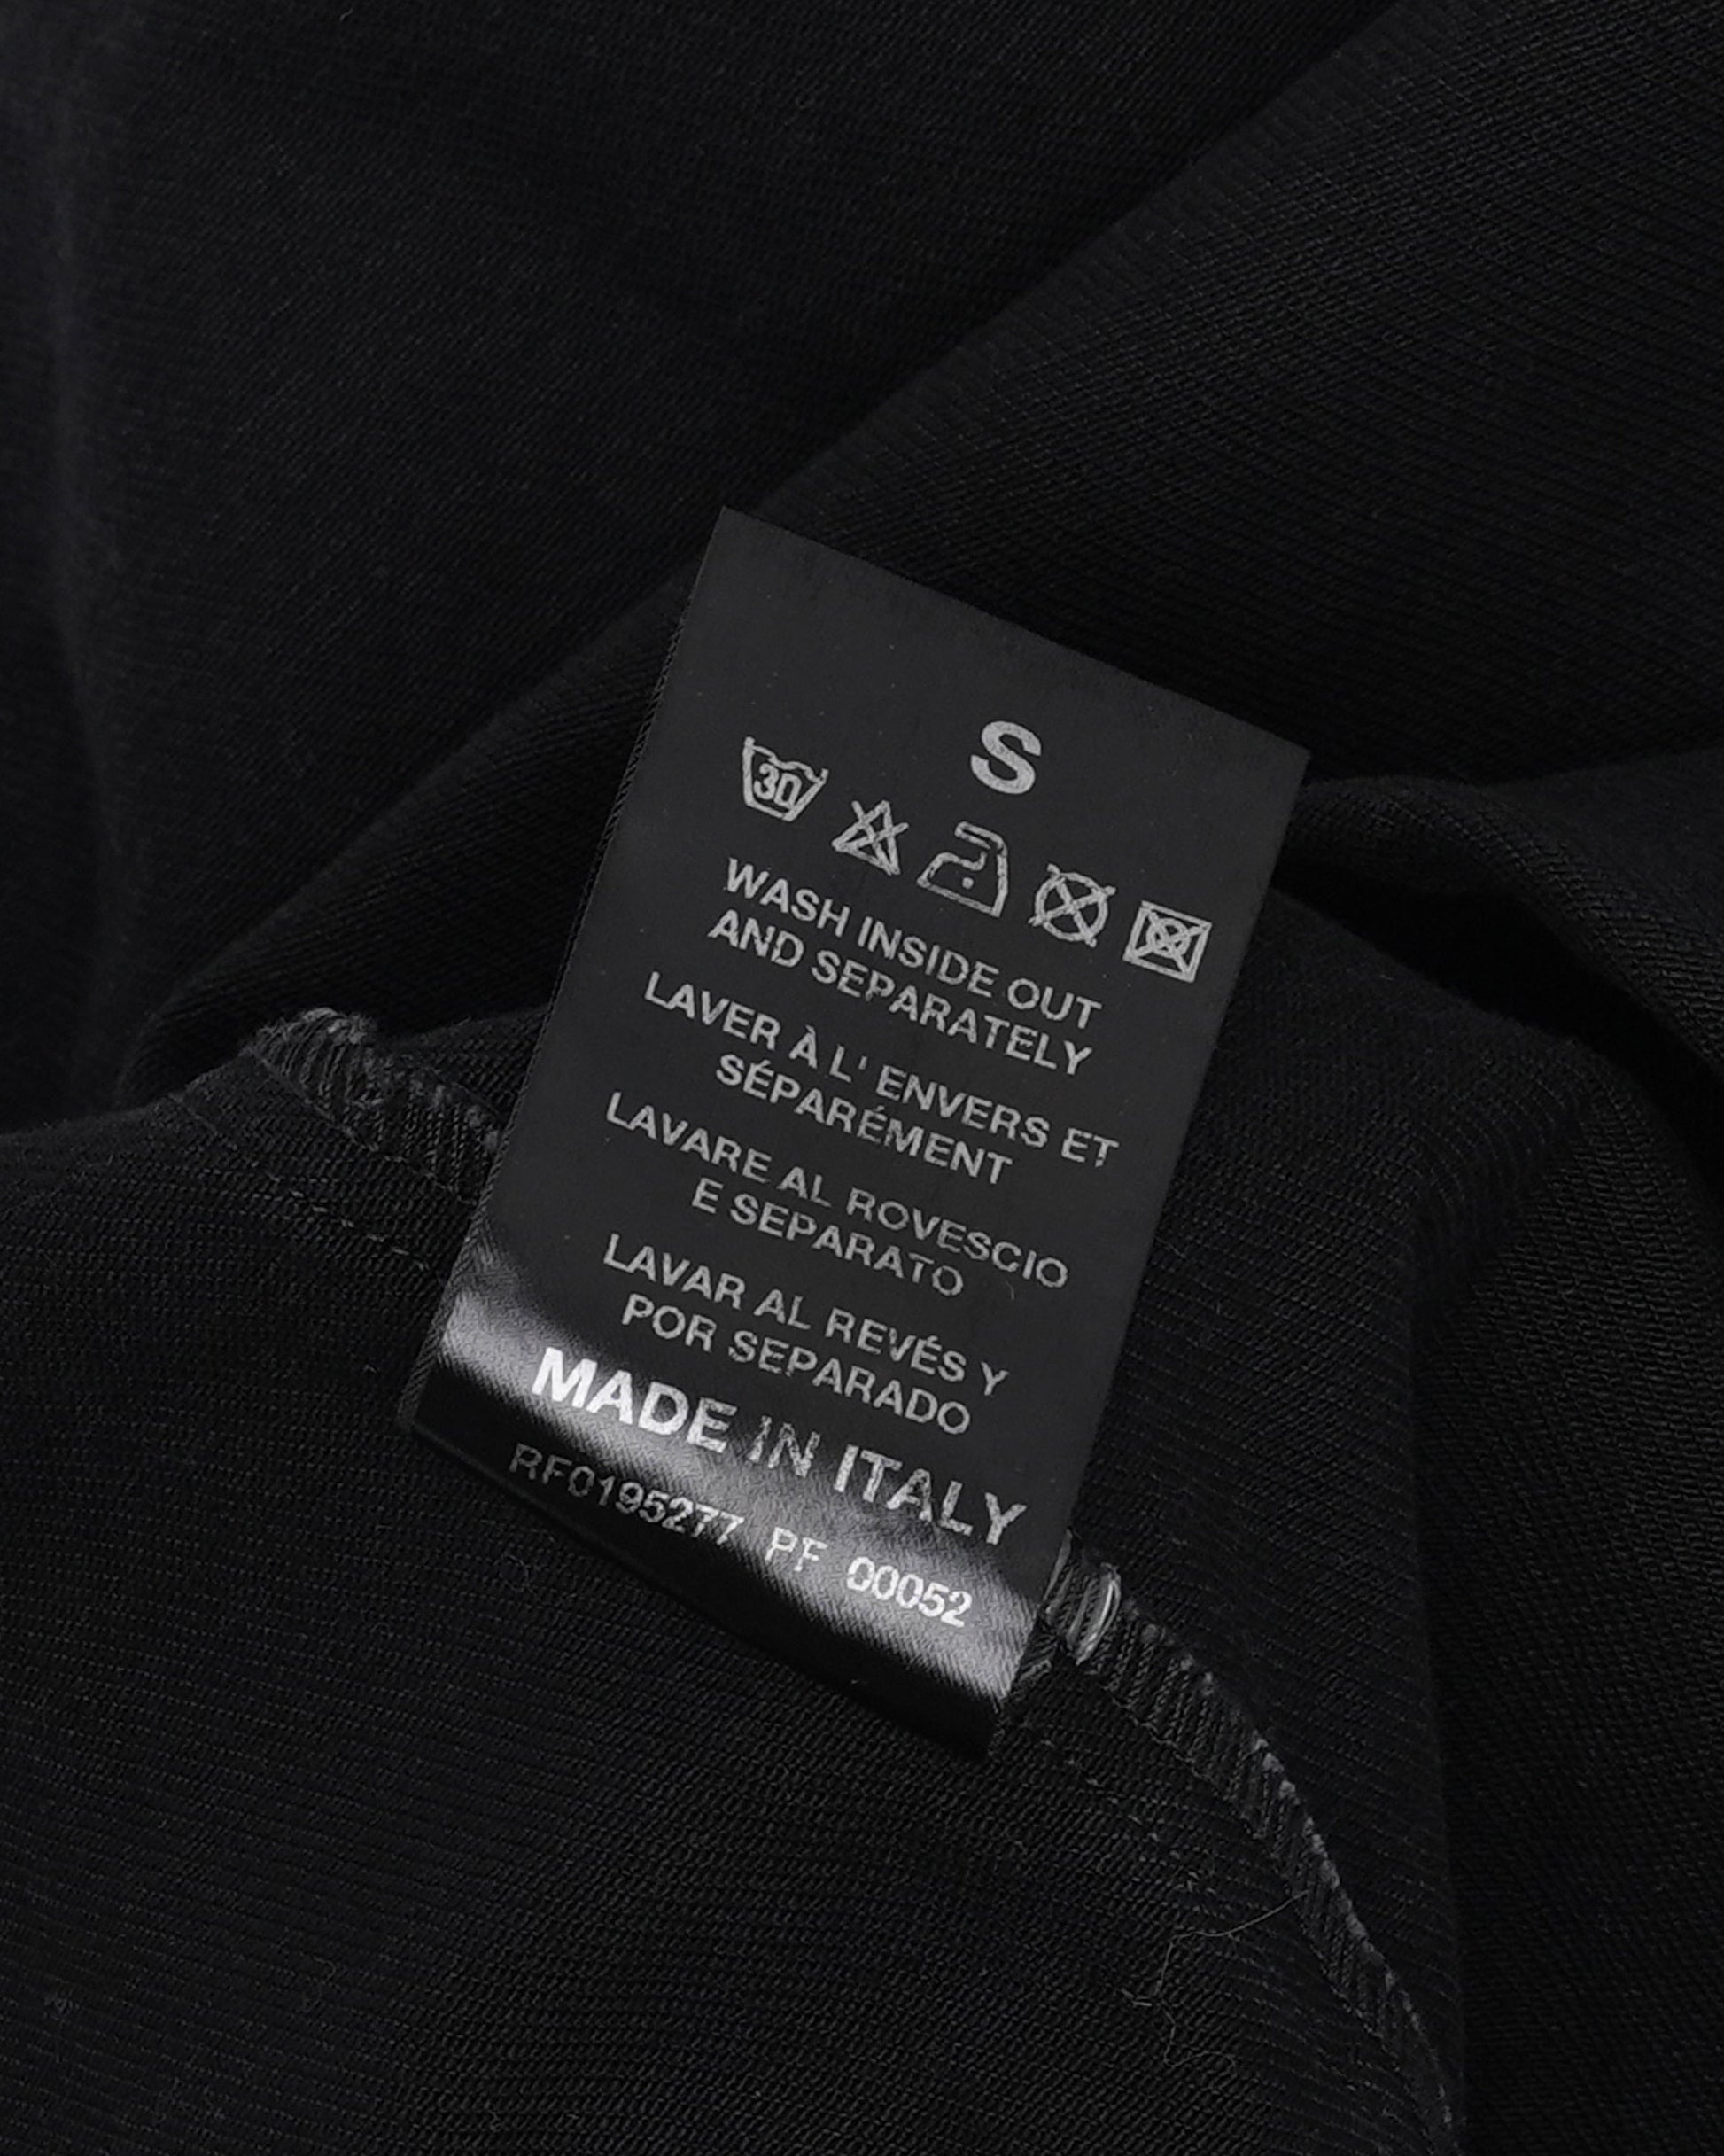 S
30
WASH INSIDE OUT
AND SEPARATELY
LAVER À L' ENVERS ET
SÉPARÉMENT
LAVARE AL ROVESCIO
E SEPARATO
LAVAR AL REVÉS Y
POR SEPARADO
MADE IN ITALY
RF0195277 PF 00052